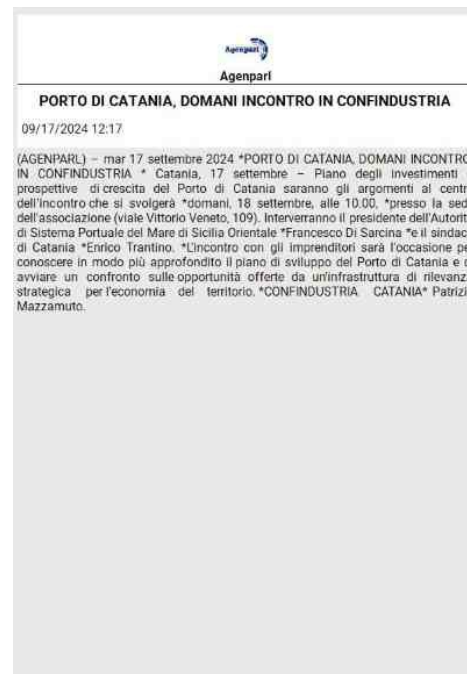 Agenparl
Agenparl
PORTO DI CATANIA, DOMANI INCONTRO IN CONFINDUSTRIA
09/17/2024 12:17
(AGENPARL) – mar 17 settembre 2024 *PORTO DI CATANIA, DOMANI INCONTRO
IN CONFINDUSTRIA * Catania, 17 settembre – Piano degli investimenti
prospettive di crescita del Porto di Catania saranno gli argomenti al centr
dell'incontro che si svolgerà *domani, 18 settembre, alle 10.00, *presso la sed
dell'associazione (viale Vittorio Veneto, 109). Interverranno il presidente dell'Autorit
di Sistema Portuale del Mare di Sicilia Orientale *Francesco Di Sarcina *e il sindac
di Catania *Enrico Trantino. *L'incontro con gli imprenditori sarà l'occasione pe
conoscere in modo più approfondito il piano di sviluppo del Porto di Catania e d
avviare un confronto sulle opportunità offerte da un'infrastruttura di rilevanz
strategica per l'economia del territorio. *CONFINDUSTRIA CATANIA* Patrizi
Mazzamuto.